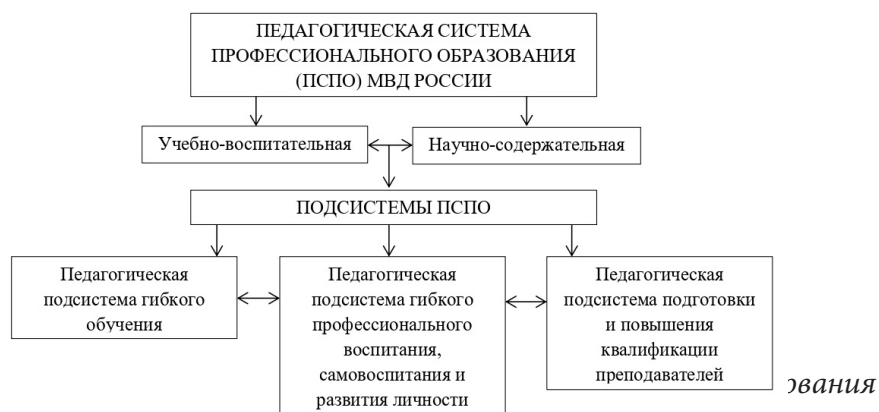 ПЕДАГОГИЧЕСКАЯ СИСТЕМА
ПРОФЕССИОНАЛЬНОГО ОБРАЗОВАНИЯ
(ПСПО) МВД РОССИИ
Учебно-воспитательная
Научно-содержательная
ПОДСИСТЕМЫ ПСПО
Педагогическая
подсистема гибкого
обучения
Педагогическая
подсистема гибкого
профессионального
воспитания,
самовоспитания и
развития личности
Педагогическая
подсистема подготовки
и повышения
квалификации
преподавателей